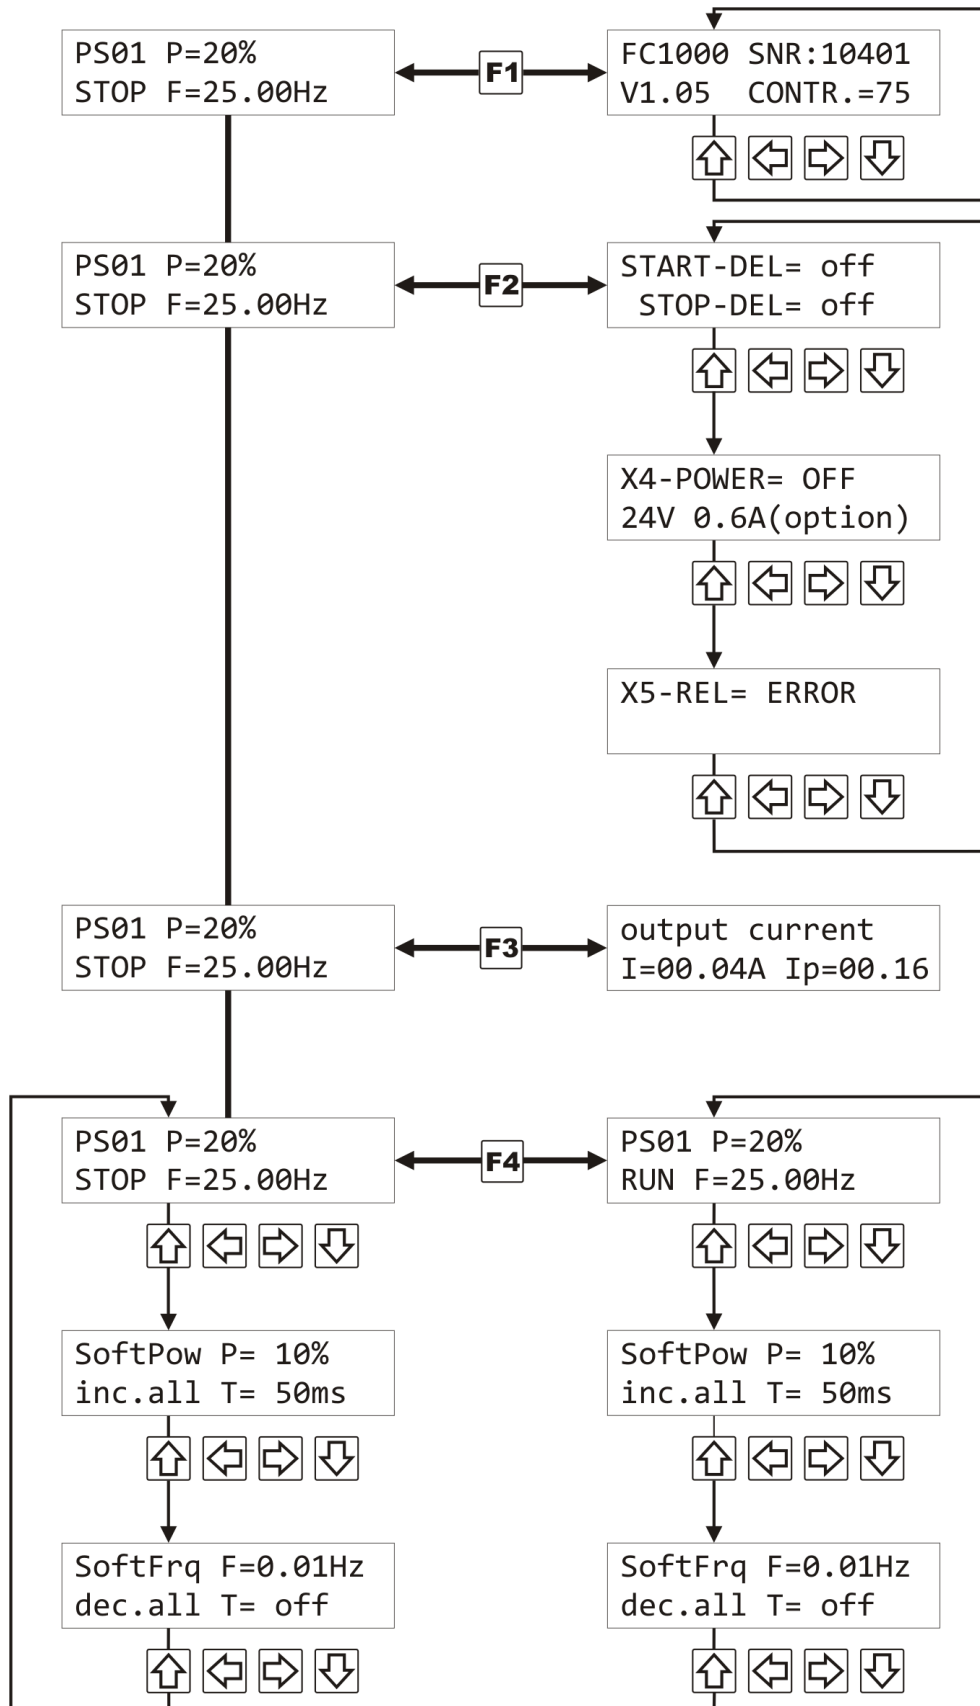 PS01 P=20%
STOP F=25.00Hz
F1
FC1000 SNR:10401
V1.05 CONTR.=75
PS01 P=20%
STOP F=25.00Hz
F2
START-DEL= off
STOP-DEL= off
X4-POWER= OFF
24V 0.6A(option)
X5-REL= ERROR
PS01 P=20%
STOP F=25.00Hz
F3
output current
I=00.04A Ip=00.16
PS01 P=20%
STOP F=25.00Hz
F4
PS01 P=20%
RUN F=25.00Hz
SoftPow P= 10%
inc.all T= 50ms
SoftPow P= 10%
inc.all T= 50ms
SoftFrq F=0.01Hz
dec.all T= off
SoftFrq F=0.01Hz
dec.all T= off